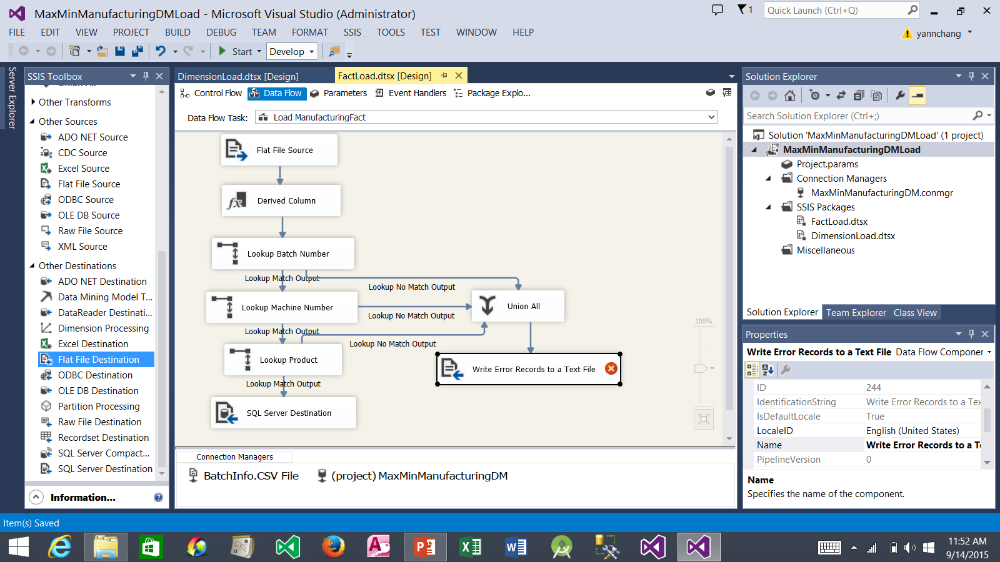 MaxMinManufacturingDMLoad - Microsoft Visual Studio (Administrator)
1
Quick Launch (Ctrl+Q)
FILE EDIT VIEW PROJECT BUILD DEBUG TEAM FORMAT SSIS TOOLS TEST WINDOW HELP
yannchang
Start
Develop
Server Explorer
SSIS Toolbox
Union All
Other Transforms
Other Sources
ADO NET Source
CDC Source
Excel Source
Flat File Source
ODBC Source
OLE DB Source
Raw File Source
XML Source
Other Destinations
ADO NET Destination
Data Mining Model T...
DataReader Destinati...
Dimension Processing
Excel Destination
Flat File Destination
ODBC Destination
OLE DB Destination
Partition Processing
Raw File Destination
Recordset Destination
SQL Server Compact...
SQL Server Destination
Information...
DimensionLoad.dtsx [Design]
FactLoad.dtsx [Design]
Control Flow
Data Flow
Parameters
Event Handlers
Package Explo...
Data Flow Task:
Load ManufacturingFact
Flat File Source
fx
Derived Column
Lookup Batch Number
Lookup Match Output
Lookup No Match Output
Lookup Machine Number
Union All
Lookup No Match Output
Lookup Match Output
Lookup No Match Output
Lookup Product
Write Error Records to a Text File
Lookup Match Output
SQL Server Destination
100%
Connection Managers
BatchInfo.CSV File
(project) MaxMinManufacturingDM
Solution Explorer
Search Solution Explorer (Ctrl+;)
Solution 'MaxMinManufacturingDMLoad' (1 project)
MaxMinManufacturingDMLoad
Project.params
Connection Managers
MaxMinManufacturingDM.conmgr
SSIS Packages
FactLoad.dtsx
DimensionLoad.dtsx
Miscellaneous
Solution Explorer
Team Explorer
Class View
Properties
Write Error Records to a Text File Data Flow Componer
ID 244
IdentificationString Write Error Records to a Tex
IsDefaultLocale True
LocaleID English (United States)
Name Write Error Records to a Te
PipelineVersion 0
Name
Specifies the name of the component.
Item(s) Saved
11:52 AM
9/14/2015